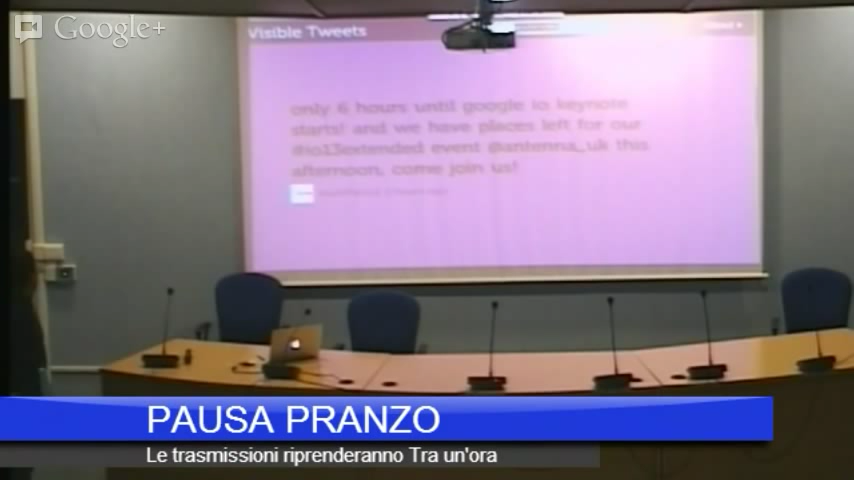 Google+
Visible Tweets
only 6 hours until google io keynote
starts! and we have places left for our
#io13extended event @antenna_uk this
afternoon, come join us!
PAUSA PRANZO
Le trasmissioni riprenderanno Tra un'ora